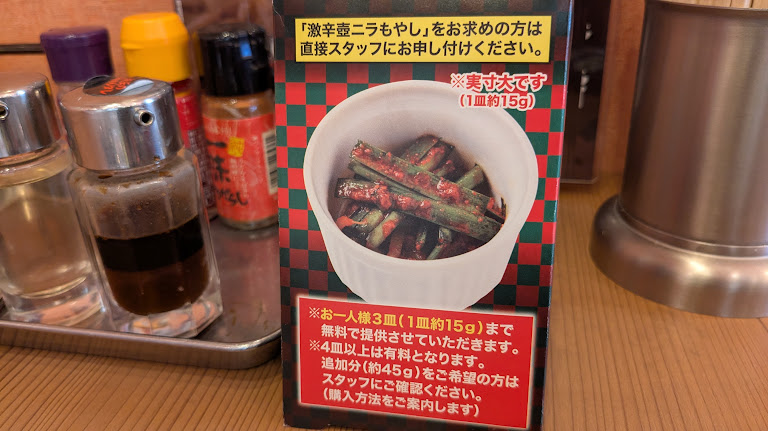 「激辛壺ニラもやし」をお求めの方は
直接スタッフにお申し付けください。
※実寸大です
(1皿約15g)
※お一人様3皿(1皿約15g)まで
無料で提供させていただきます。
※4皿以上は有料となります。
追加分(約45g)をご希望の方は
スタッフにご確認ください。
(購入方法をご案内します)
一味